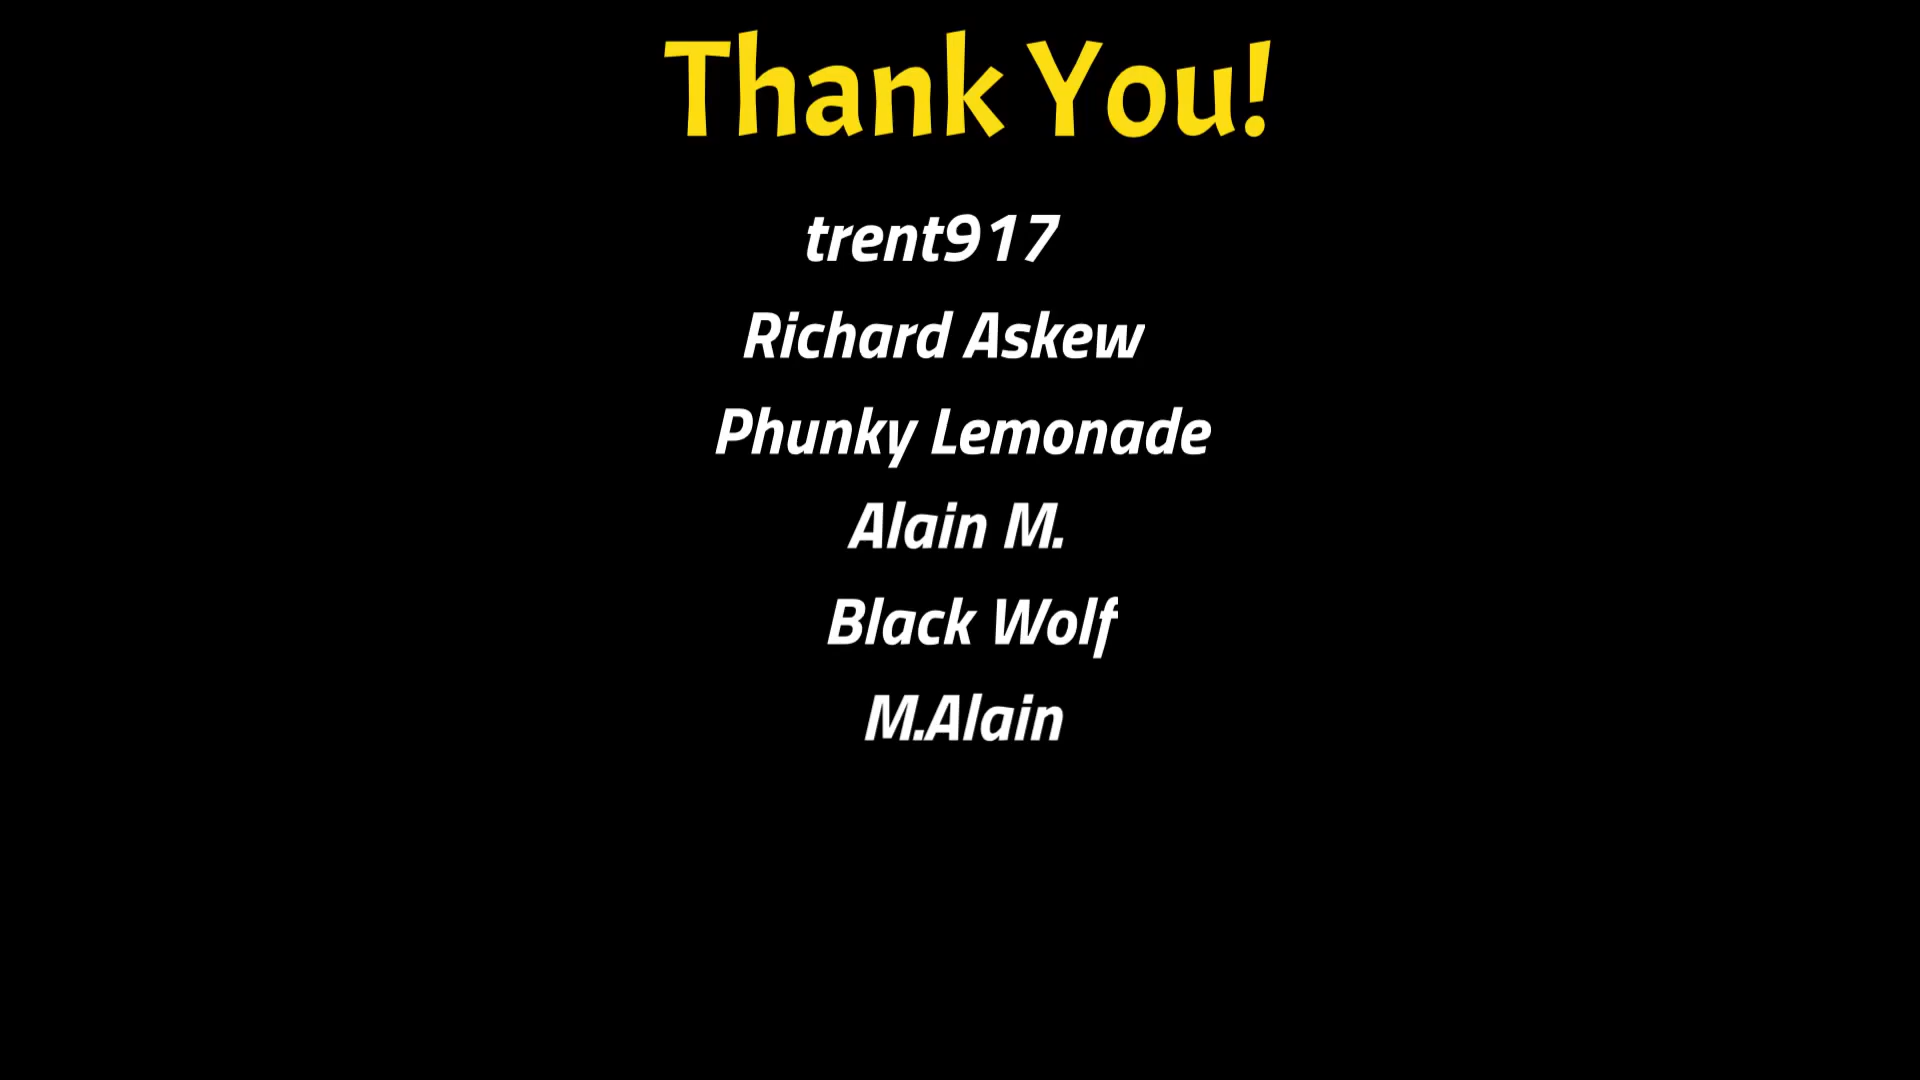 Thank You!
trent917
Richard Askew
Phunky Lemonade
Alain M.
Black Wolf
M.Alain